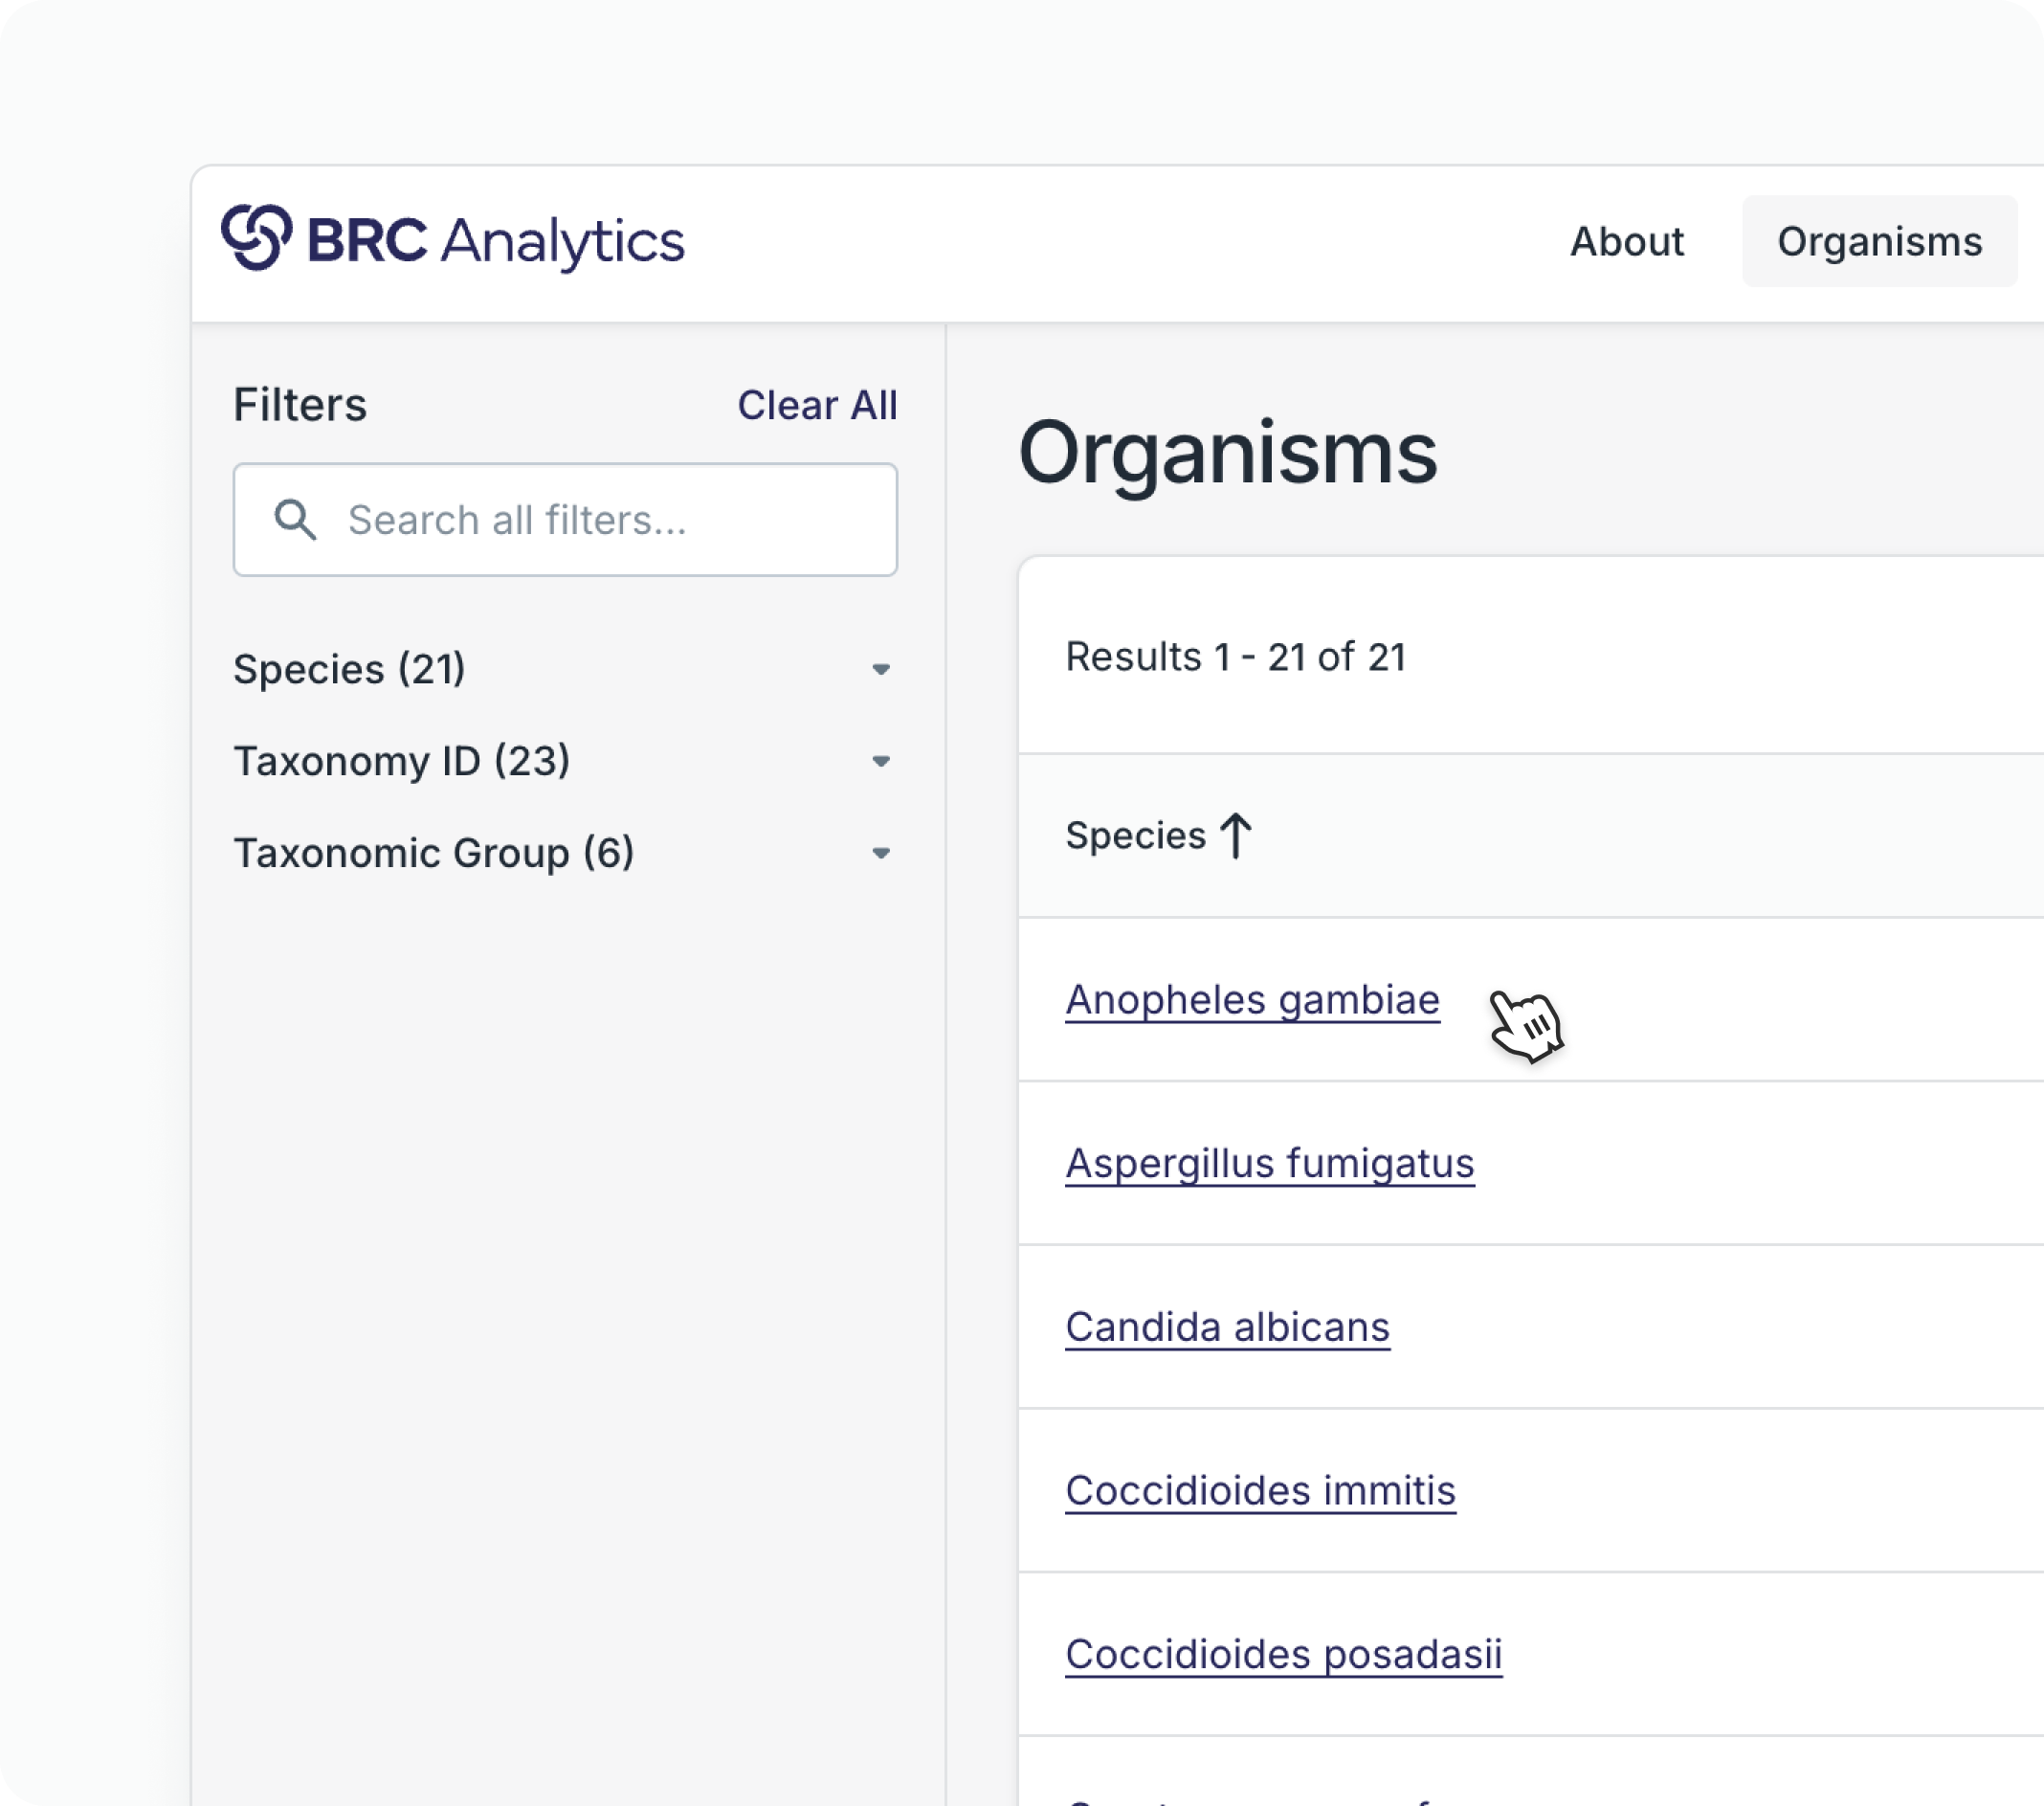 BRC Analytics
About
Organisms
Filters
Clear All
Search all filters...
Species (21)
Taxonomy ID (23)
Taxonomic Group (6)
Organisms
Results 1 - 21 of 21
Species
Anopheles gambiae
Aspergillus fumigatus
Candida albicans
Coccidioides immitis
Coccidioides posadasii